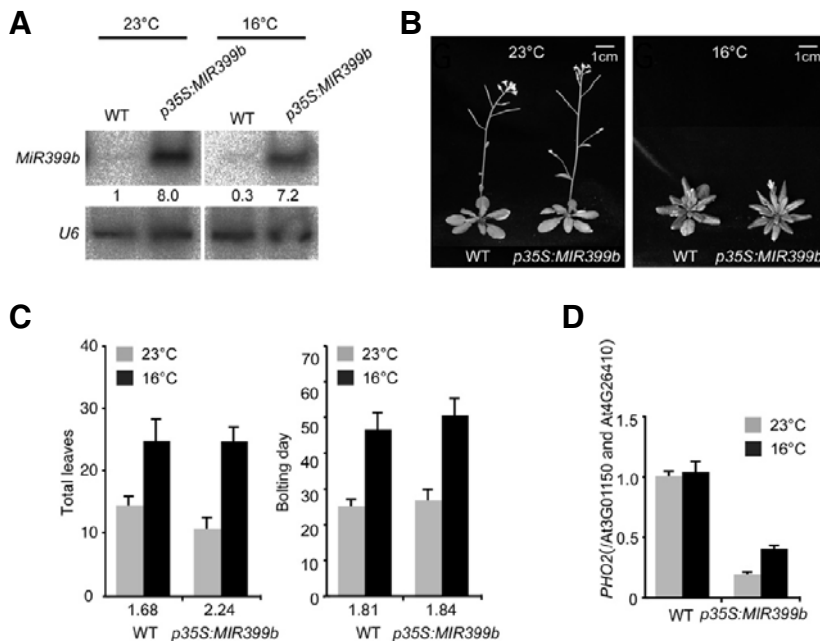 A
23°C 16°C
WT p35S:MIR399b WT p35S:MIR399b
MiR399b
1 8.0 0.3 7.2
U6
B
23°C 1cm
WT p35S:MIR399b
16°C 1cm
WT p35S:MIR399b
C
Total leaves
40
30
20
10
0
23°C
16°C
1.68 2.24
WT p35S:MIR399b
Bolting day
70
60
50
40
30
20
10
0
23°C
16°C
1.81 1.84
WT p35S:MIR399b
D
PHO2(/At3G01150 and At4G26410)
1.5
1.0
0.5
0
23°C
16°C
WT p35S:MIR399b